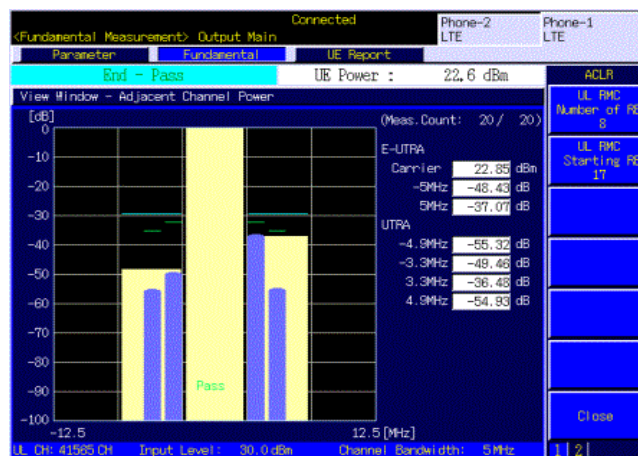 Connected
Phone-2
LTE
Phone-1
LTE
<Fundamental Measurement> Output Main
Parameter
Fundamental
UE Report
End - Pass
UE Power :
22.6 dBm
ACLR
View Window - Adjacent Channel Power
UL RMC
Number of RB
8
UL RMC
Starting RB
17
[dB]
(Meas.Count: 20/ 20)
0
-10
-20
-30
-40
-50
-60
-70
-80
-90
-100
E-UTRA
Carrier 22.85 dBm
-5MHz -48.43 dB
5MHz -37.07 dB
UTRA
-4.9MHz -55.32 dB
-3.3MHz -49.46 dB
3.3MHz -36.48 dB
4.9MHz -54.93 dB
Pass
-12.5
12.5[MHz]
Close
UL CH: 41565 CH Input Level: 30.0 dBm Channel Bandwidth: 5 MHz
1 2